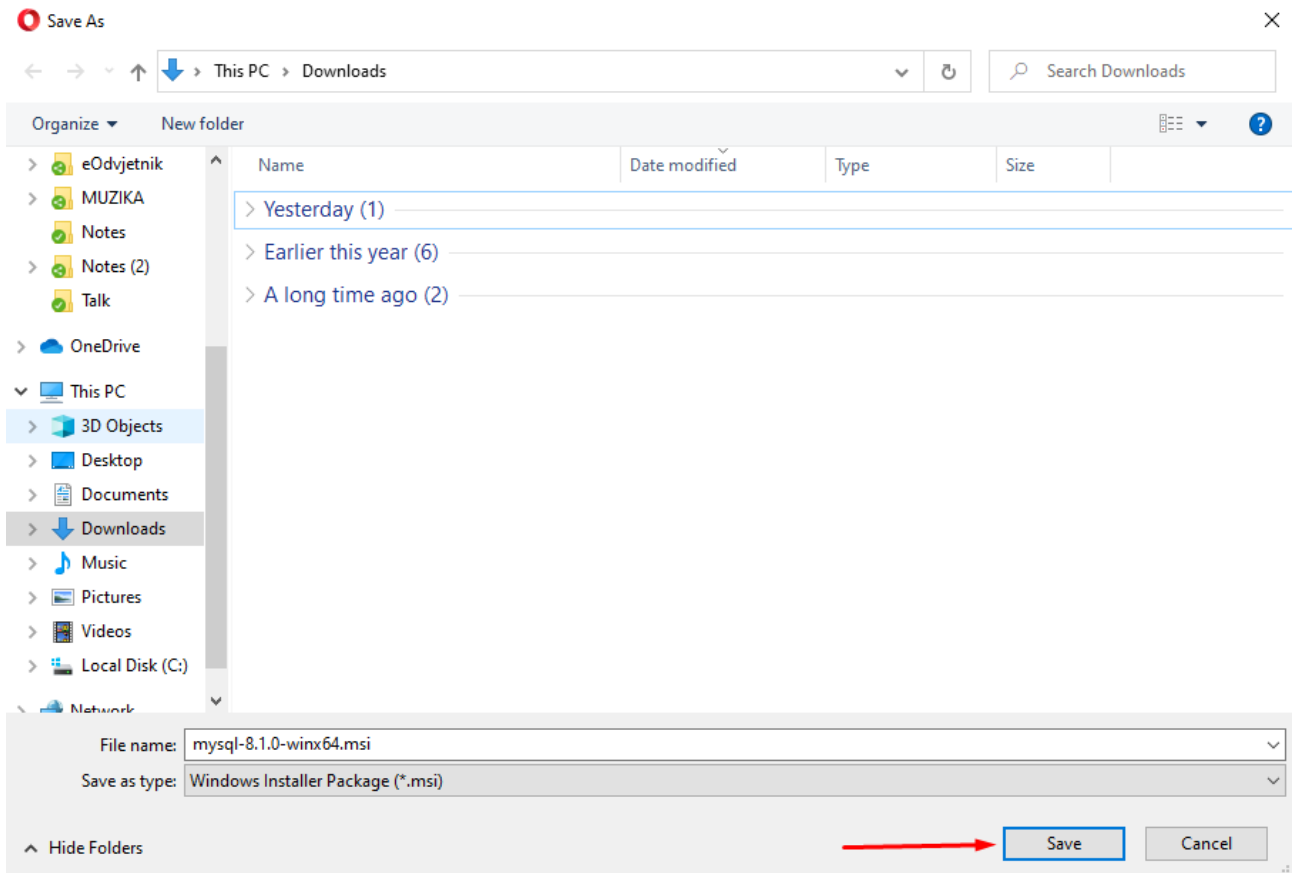 Save As
This PC > Downloads
Search Downloads
Organize
New folder
eOdvjetnik
MUZIKA
Notes
Notes (2)
Talk
OneDrive
This PC
3D Objects
Desktop
Documents
Downloads
Music
Pictures
Videos
Local Disk (C:)
Network
Name
Date modified
Type
Size
Yesterday (1)
Earlier this year (6)
A long time ago (2)
File name: mysql-8.1.0-winx64.msi
Save as type: Windows Installer Package (*.msi)
Hide Folders
Save
Cancel